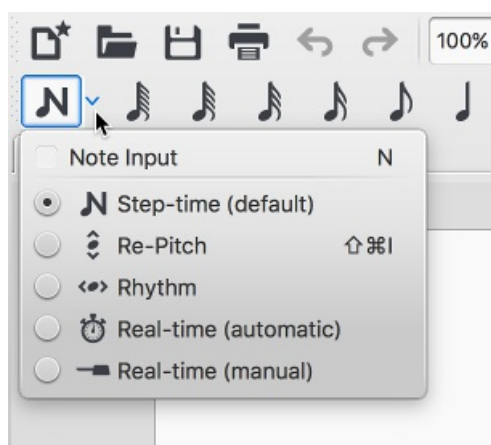 100%
Note Input N
Step-time (default)
Re-Pitch ⇧⌘I
Rhythm
Real-time (automatic)
Real-time (manual)